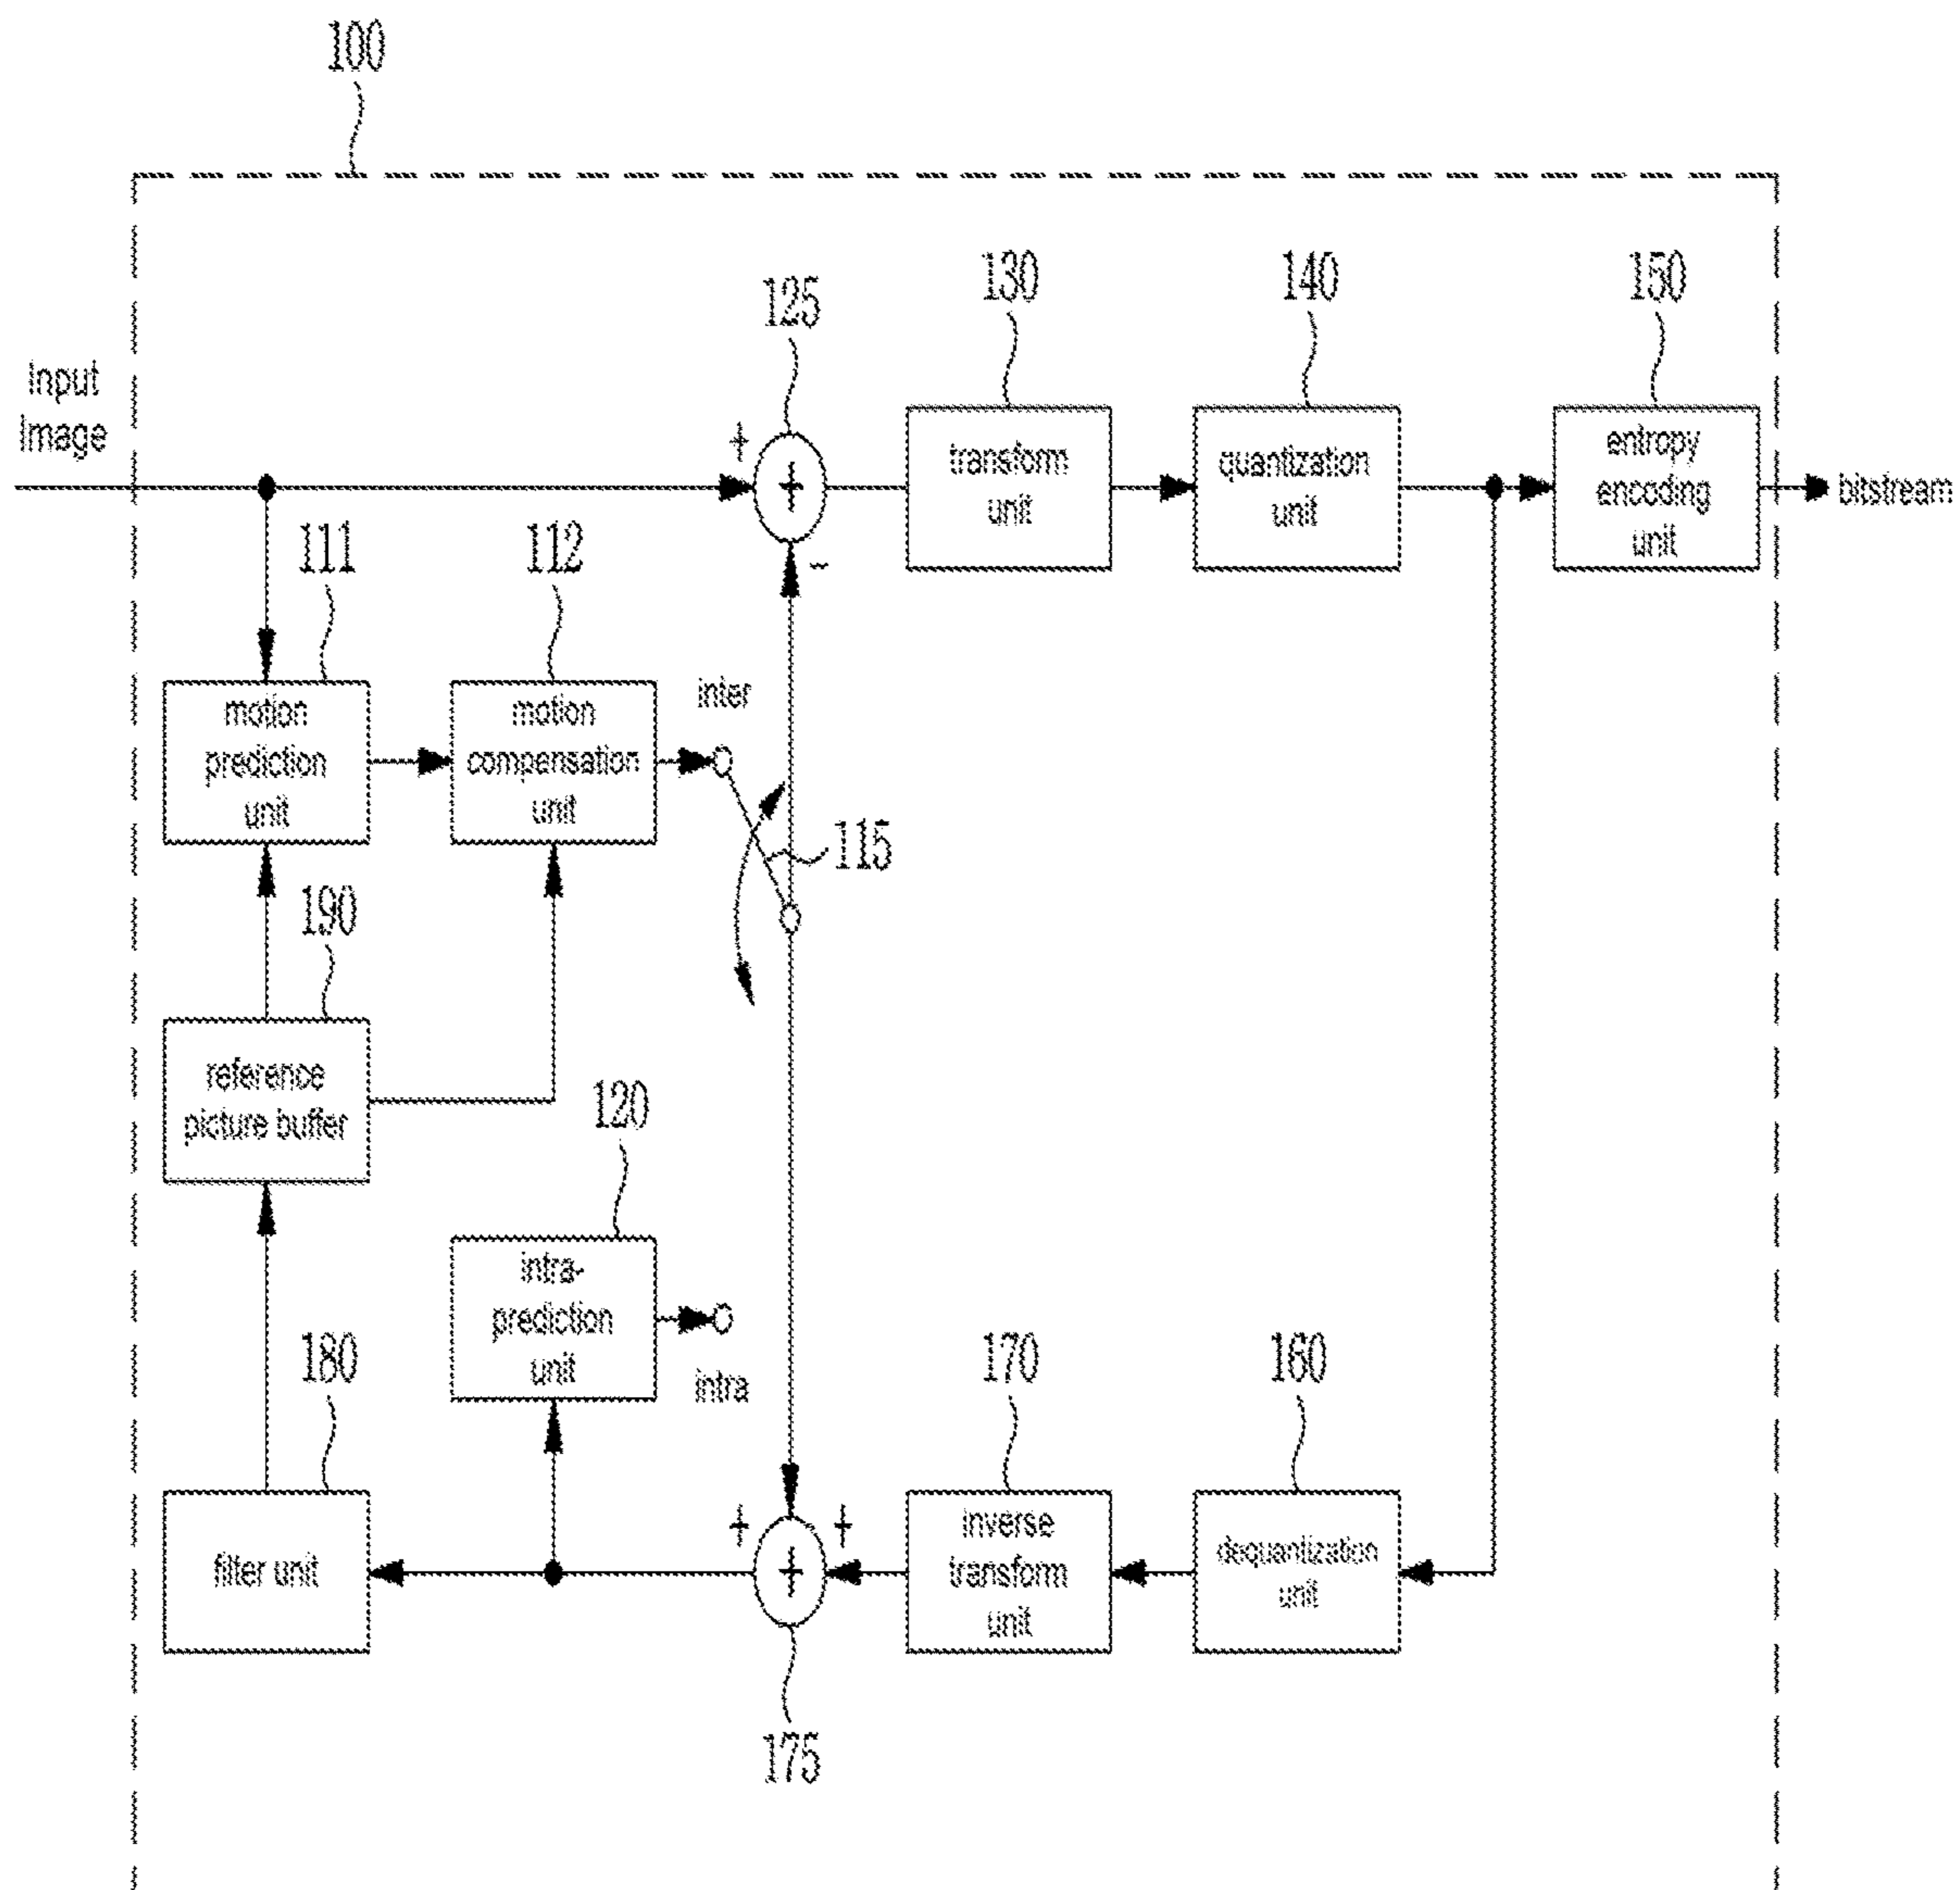 100
125
130
140
150
Input
Image
+
+
transform
unit
quantization
unit
entropy
encoding
unit
bitstream
-
111
112
motion
prediction
unit
motion
compensation
unit
inter
115
190
reference
picture buffer
120
intra-
prediction
unit
intra
180
170
160
filter unit
+
+
+
inverse
transform
unit
dequantization
unit
175